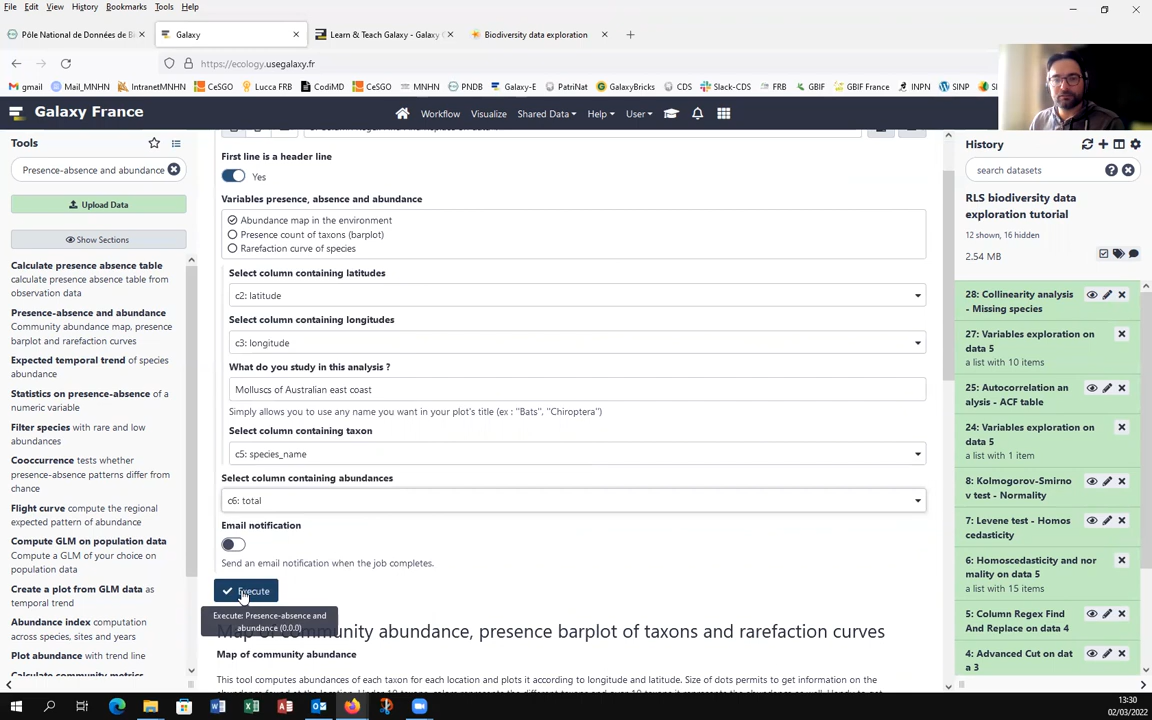 File Edit View History Bookmarks Tools Help
Pôle National de Données de Bi
Galaxy
Learn & Teach Galaxy - Galaxy C
Biodiversity data exploration
https://ecology.usegalaxy.fr
gmail Mail_MNHN IntranetMNHN CeSGO Lucca FRB CodiMD CeSGO MNHN PNDB Galaxy-E PatriNat GalaxyBricks CDS Slack-CDS FRB GBIF GBIF France INPN SINP
Galaxy France
Workflow Visualize Shared Data Help User
Tools
Presence-absence and abundance
Upload Data
Show Sections
Calculate presence absence table
calculate presence absence table from
observation data
Presence-absence and abundance
Community abundance map, presence
barplot and rarefaction curves
Expected temporal trend of species
abundance
Statistics on presence-absence of a
numeric variable
Filter species with rare and low
abundances
Cooccurrence tests whether
presence-absence patterns differ from
chance
Flight curve compute the regional
expected pattern of abundance
Compute GLM on population data
Compute a GLM of your choice on
population data
Create a plot from GLM data as
temporal trend
Abundance index computation
across species, sites and years
Plot abundance with trend line
Calculate community metrics
First line is a header line
Yes
Variables presence, absence and abundance
Abundance map in the environment
Presence count of taxons (barplot)
Rarefaction curve of species
Select column containing latitudes
c2: latitude
Select column containing longitudes
c3: longitude
What do you study in this analysis ?
Molluscs of Australian east coast
Simply allows you to use any name you want in your plot's title (ex : "Bats", "Chiroptera")
Select column containing taxon
c5: species_name
Select column containing abundances
c6: total
Email notification
Send an email notification when the job completes.
Execute
Execute: Presence-absence and
abundance (0.0.0)
Map of community abundance, presence barplot of taxons and rarefaction curves
Map of community abundance
This tool computes abundances of each taxon for each location and plots it according to longitude and latitude. Size of dots permits to get information on the
History
search datasets
RLS biodiversity data
exploration tutorial
12 shown, 16 hidden
2.54 MB
28: Collinearity analysis
- Missing species
27: Variables exploration on
data 5
a list with 10 items
25: Autocorrelation an
alysis - ACF table
24: Variables exploration on
data 5
a list with 1 item
8: Kolmogorov-Smirno
v test - Normality
7: Levene test - Homos
cedasticity
6: Homoscedasticity and nor
mality on data 5
a list with 15 items
5: Column Regex Find
And Replace on data 4
4: Advanced Cut on dat
a 3
13:30
02/03/2022